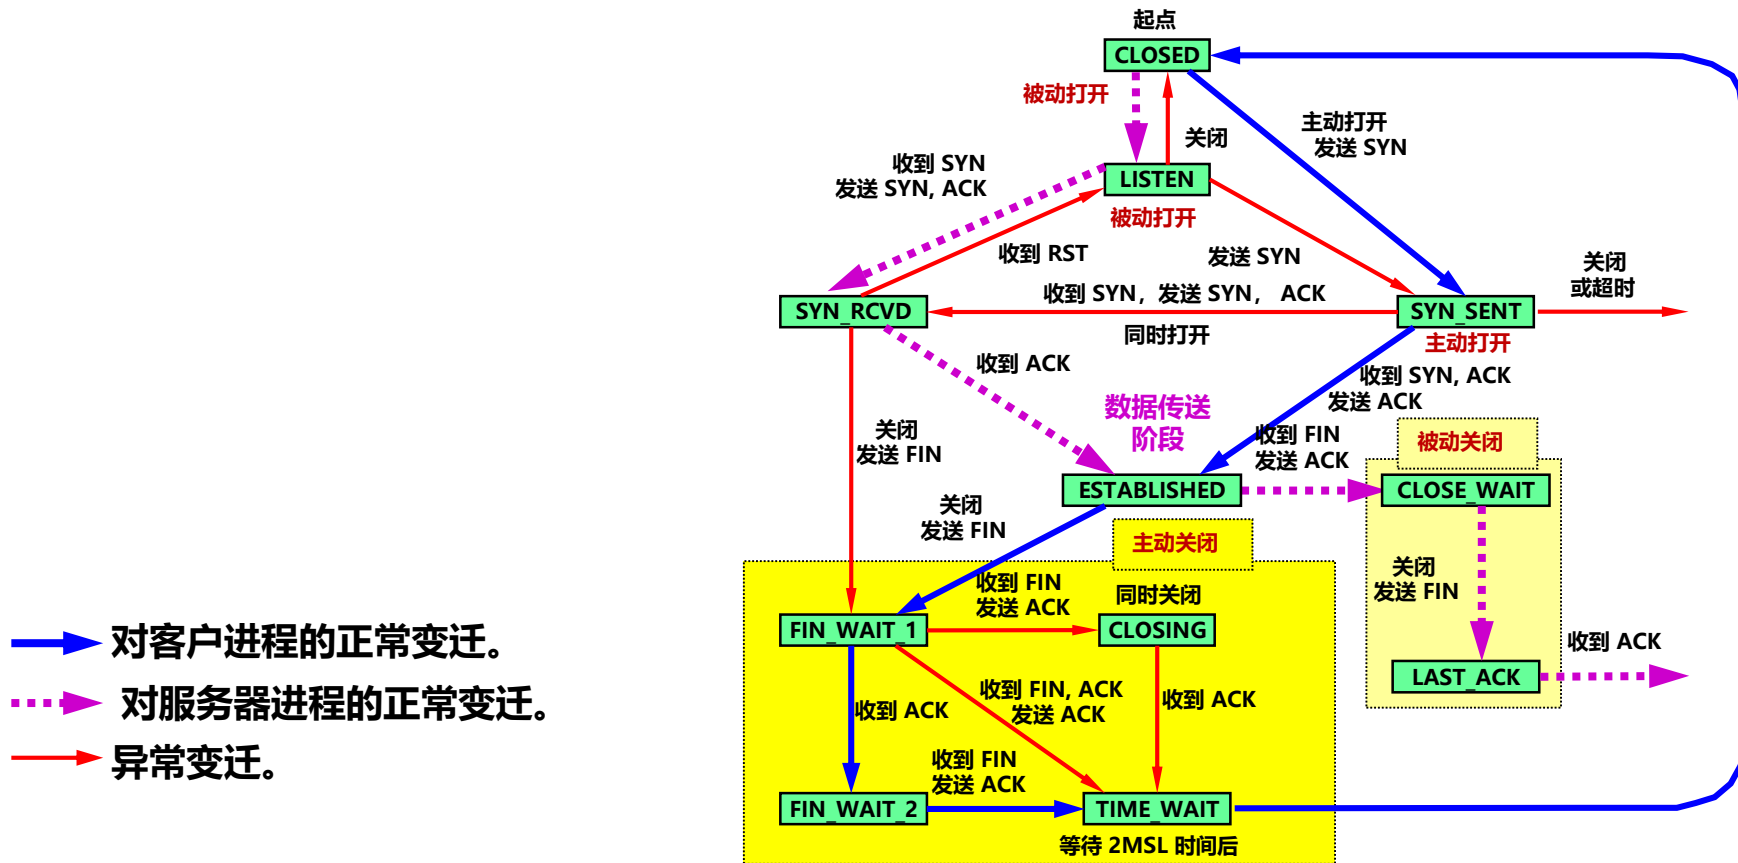 起点
CLOSED
被动打开
关闭
主动打开
发送 SYN
收到 SYN
发送 SYN, ACK
LISTEN
被动打开
收到 RST
发送 SYN
关闭
或超时
收到 SYN，发送 SYN， ACK
SYN_RCVD
SYN_SENT
同时打开
主动打开
收到 ACK
收到 SYN, ACK
发送 ACK
数据传送
阶段
关闭
发送 FIN
收到 FIN
发送 ACK
被动关闭
ESTABLISHED
CLOSE_WAIT
关闭
发送 FIN
主动关闭
收到 FIN
发送 ACK
同时关闭
关闭
发送 FIN
FIN_WAIT_1
CLOSING
收到 ACK
LAST_ACK
收到 FIN, ACK
发送 ACK
收到 ACK
收到 ACK
收到 FIN
发送 ACK
FIN_WAIT_2
TIME_WAIT
等待 2MSL 时间后
对客户进程的正常变迁。
对服务器进程的正常变迁。
异常变迁。